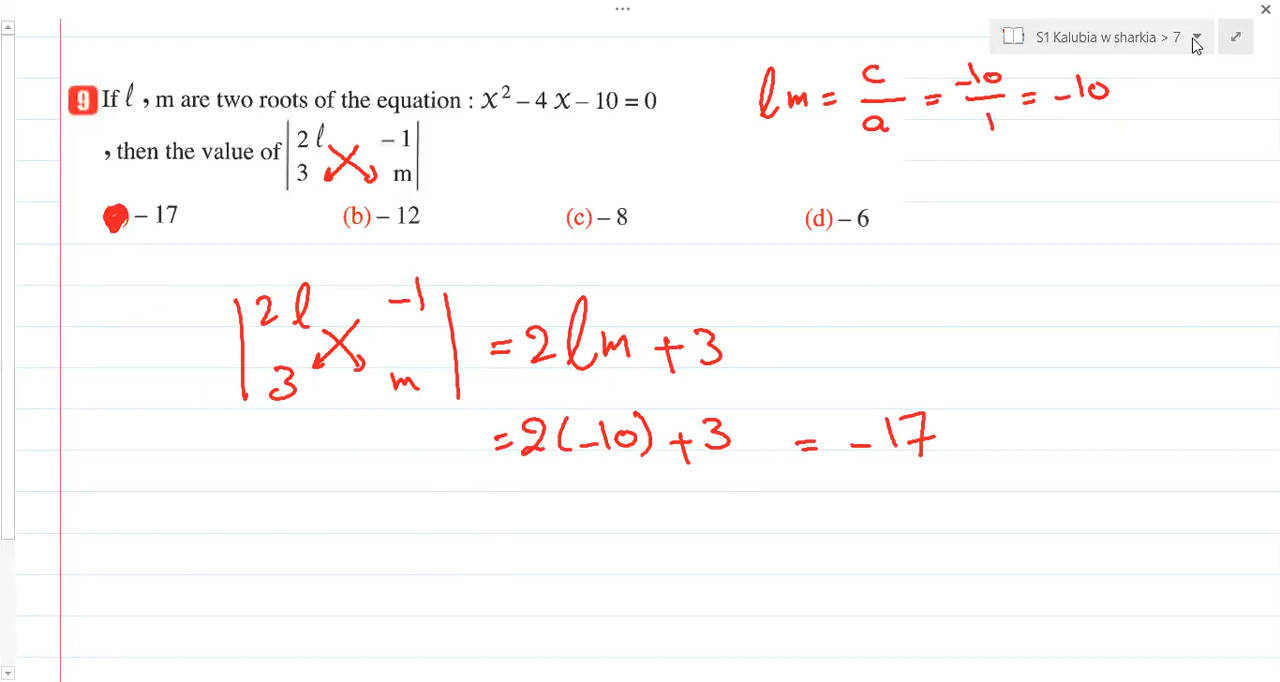 S1 Kalubia w sharkia > 7
9 If ℓ , m are two roots of the equation : x² – 4 x – 10 = 0
, then the value of | 2 ℓ – 1 |
| 3 m |
– 17 (b) – 12 (c) – 8 (d) – 6
ℓm = c/a = -10/1 = -10
| 2ℓ -1 |
| 3 m | = 2ℓm + 3
= 2(-10) + 3 = -17